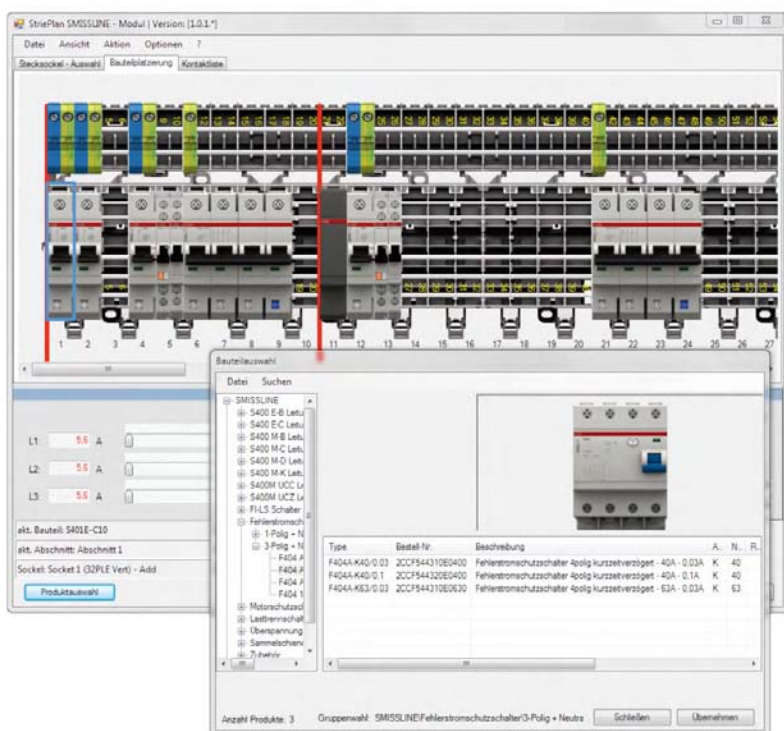 StriePlan SMISSLINE - Modul | Version: [1.0.1.*]
Datei Ansicht Aktion Optionen ?
Stecksockel - Auswahl Bauteilplatzierung Kontaktliste
1 2 3 4 5 6 7 8 9 10 11 12 13 14 15 16 17 18 19 20 21 22 23 24 25 26 27
L1: 5.6 A
L2: 5.6 A
L3: 5.6 A
akt. Bauteil: S401E-C10
akt. Abschnitt: Abschnitt 1
Sockel: Socket 1 (32PLE Vert) - Add
Produktauswahl
Bauteilauswahl
Datei Suchen
SMISSLINE
S400 E-B Leitu
S400 E-C Leitu
S400 M-B Leitu
S400 M-C Leitu
S400 M-D Leitu
S400 M-K Leitu
S400M UCC Le
S400M UCZ Le
FI-LS Schalter
Fehlerstromsch
1-Polig + N
3-Polig + N
F404 A
F404 A
F404 A
F404 1
Motorschutzscl
Lasttrennschalt
Überspannung
Sammelschiene
Zubehör
Type Bestell-Nr. Beschreibung A.. N.. R.
F404A-K40/0.03 2CCF544310E0400 Fehlerstromschutzschalter 4polig kurzzeitverzögert - 40A - 0,03A K 40
F404A-K40/0.1 2CCF544320E0400 Fehlerstromschutzschalter 4polig kurzzeitverzögert - 40A - 0,1A K 40
F404A-K63/0.03 2CCF544310E0630 Fehlerstromschutzschalter 4polig kurzzeitverzögert - 63A - 0,03A K 63
Anzahl Produkte: 3 Gruppenwahl: SMISSLINE\Fehlerstromschutzschalter\3-Polig + Neutra Schließen Übernehmen